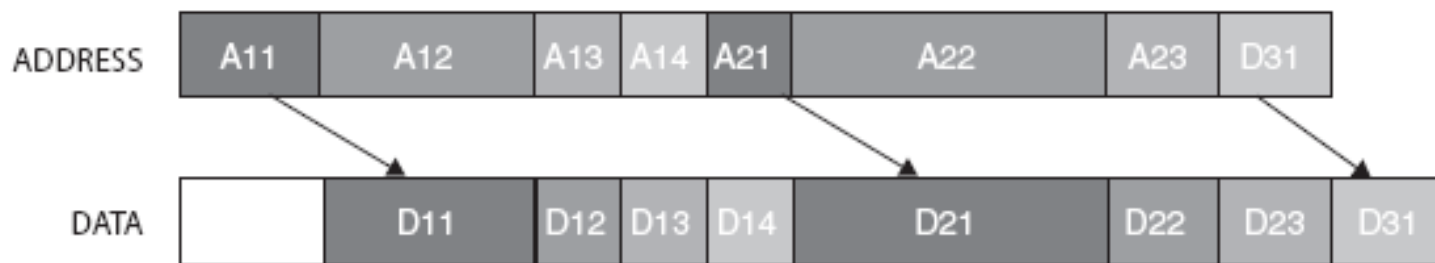 ADDRESS A11 A12 A13 A14 A21 A22 A23 D31
DATA D11 D12 D13 D14 D21 D22 D23 D31